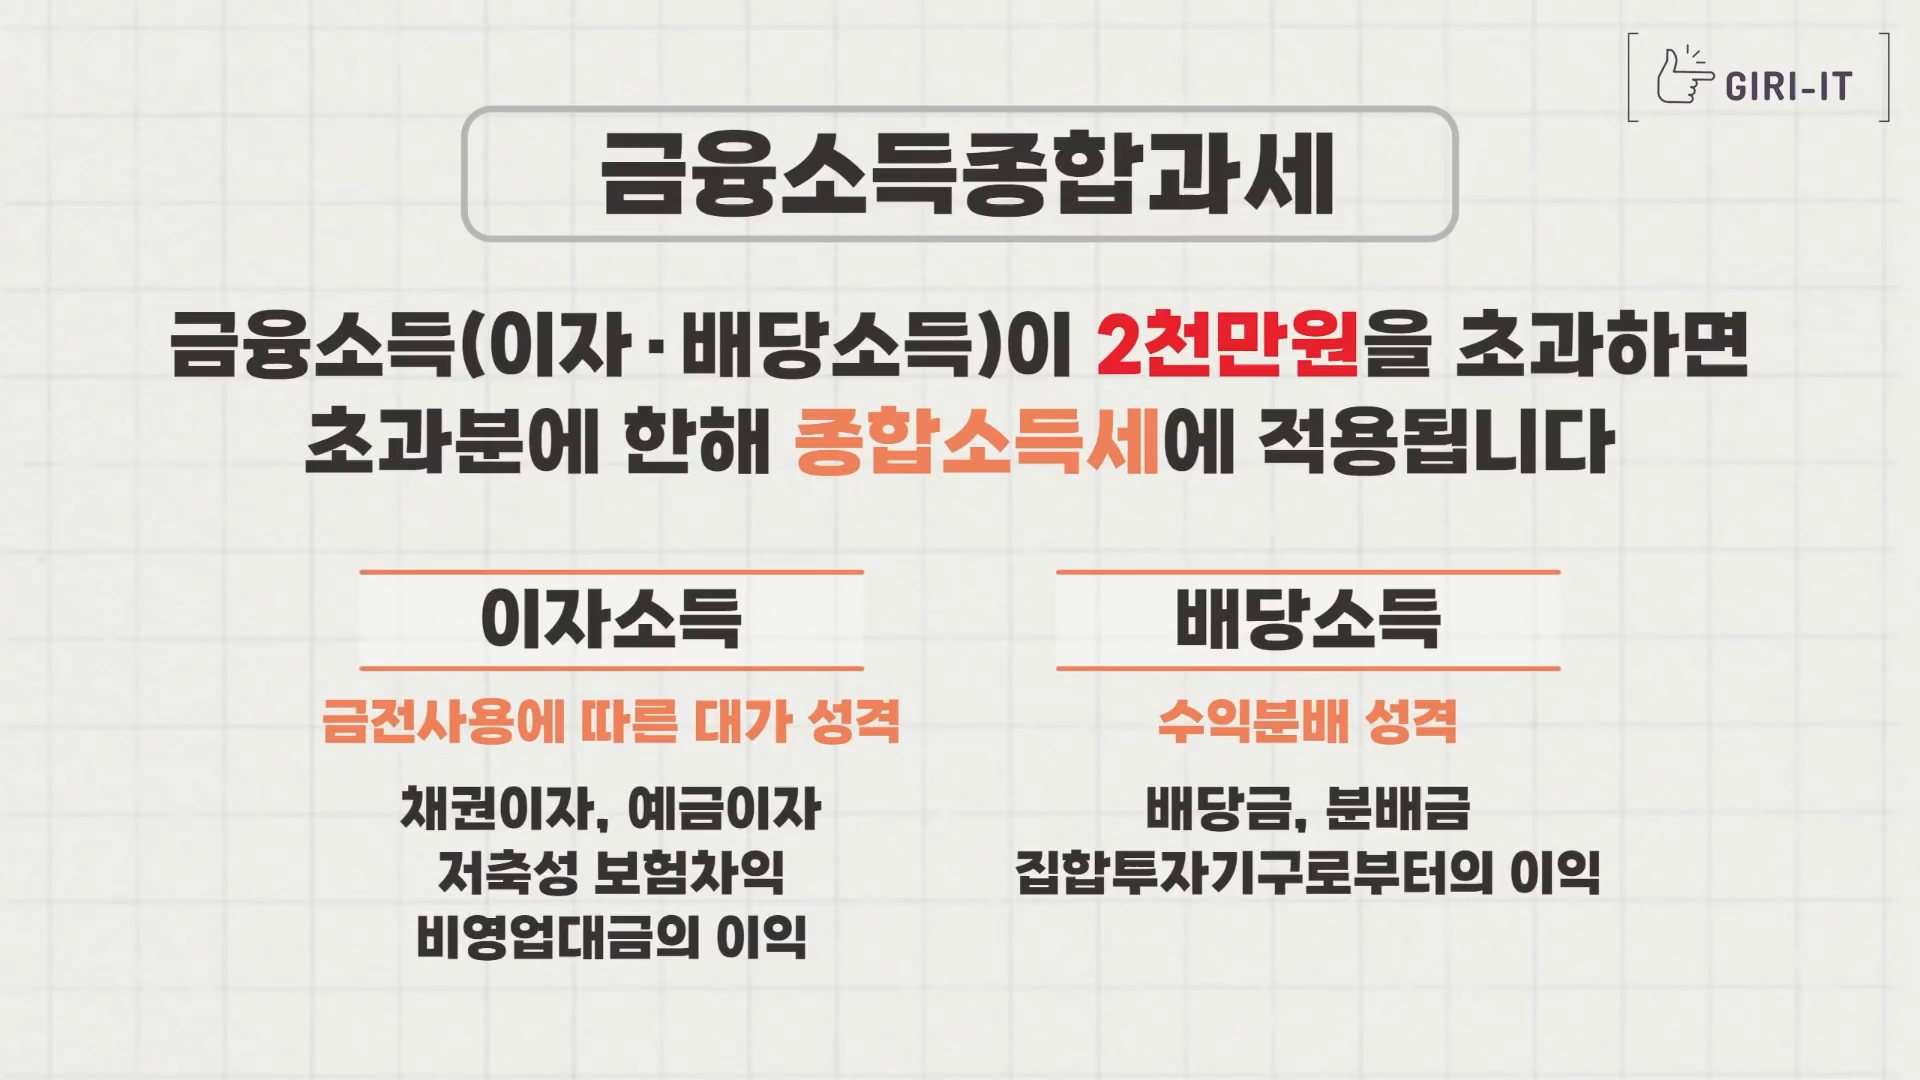 GIRI-IT
금융소득종합과세
금융소득(이자·배당소득)이 2천만원을 초과하면
초과분에 한해 종합소득세에 적용됩니다
이자소득
금전사용에 따른 대가 성격
채권이자, 예금이자
저축성 보험차익
비영업대금의 이익
배당소득
수익분배 성격
배당금, 분배금
집합투자기구로부터의 이익